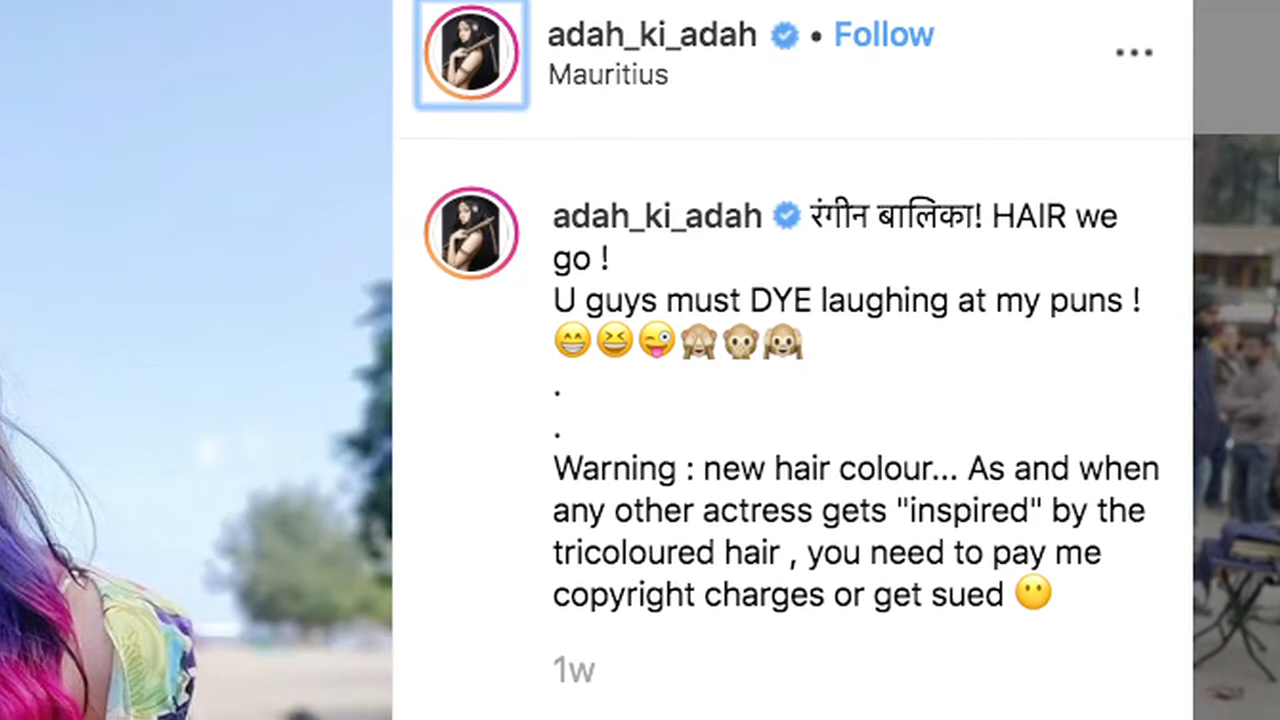 adah_ki_adah • Follow
Mauritius
adah_ki_adah रंगीन बालिका! HAIR we
go !
U guys must DYE laughing at my puns !
😁😆😜🙈🙊🙉
.
.
Warning : new hair colour... As and when
any other actress gets "inspired" by the
tricoloured hair , you need to pay me
copyright charges or get sued 😶
1w